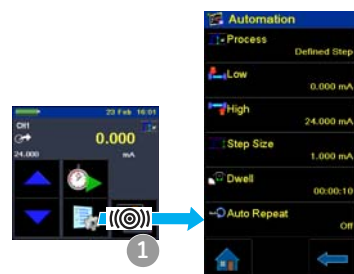 Automation
Process
Defined Step
Low
0.000 mA
High
24.000 mA
Step Size
1.000 mA
Dwell
00:00:10
Auto Repeat
Off
23 Feb 16:01
CH1
0.000
24.000 mA
1